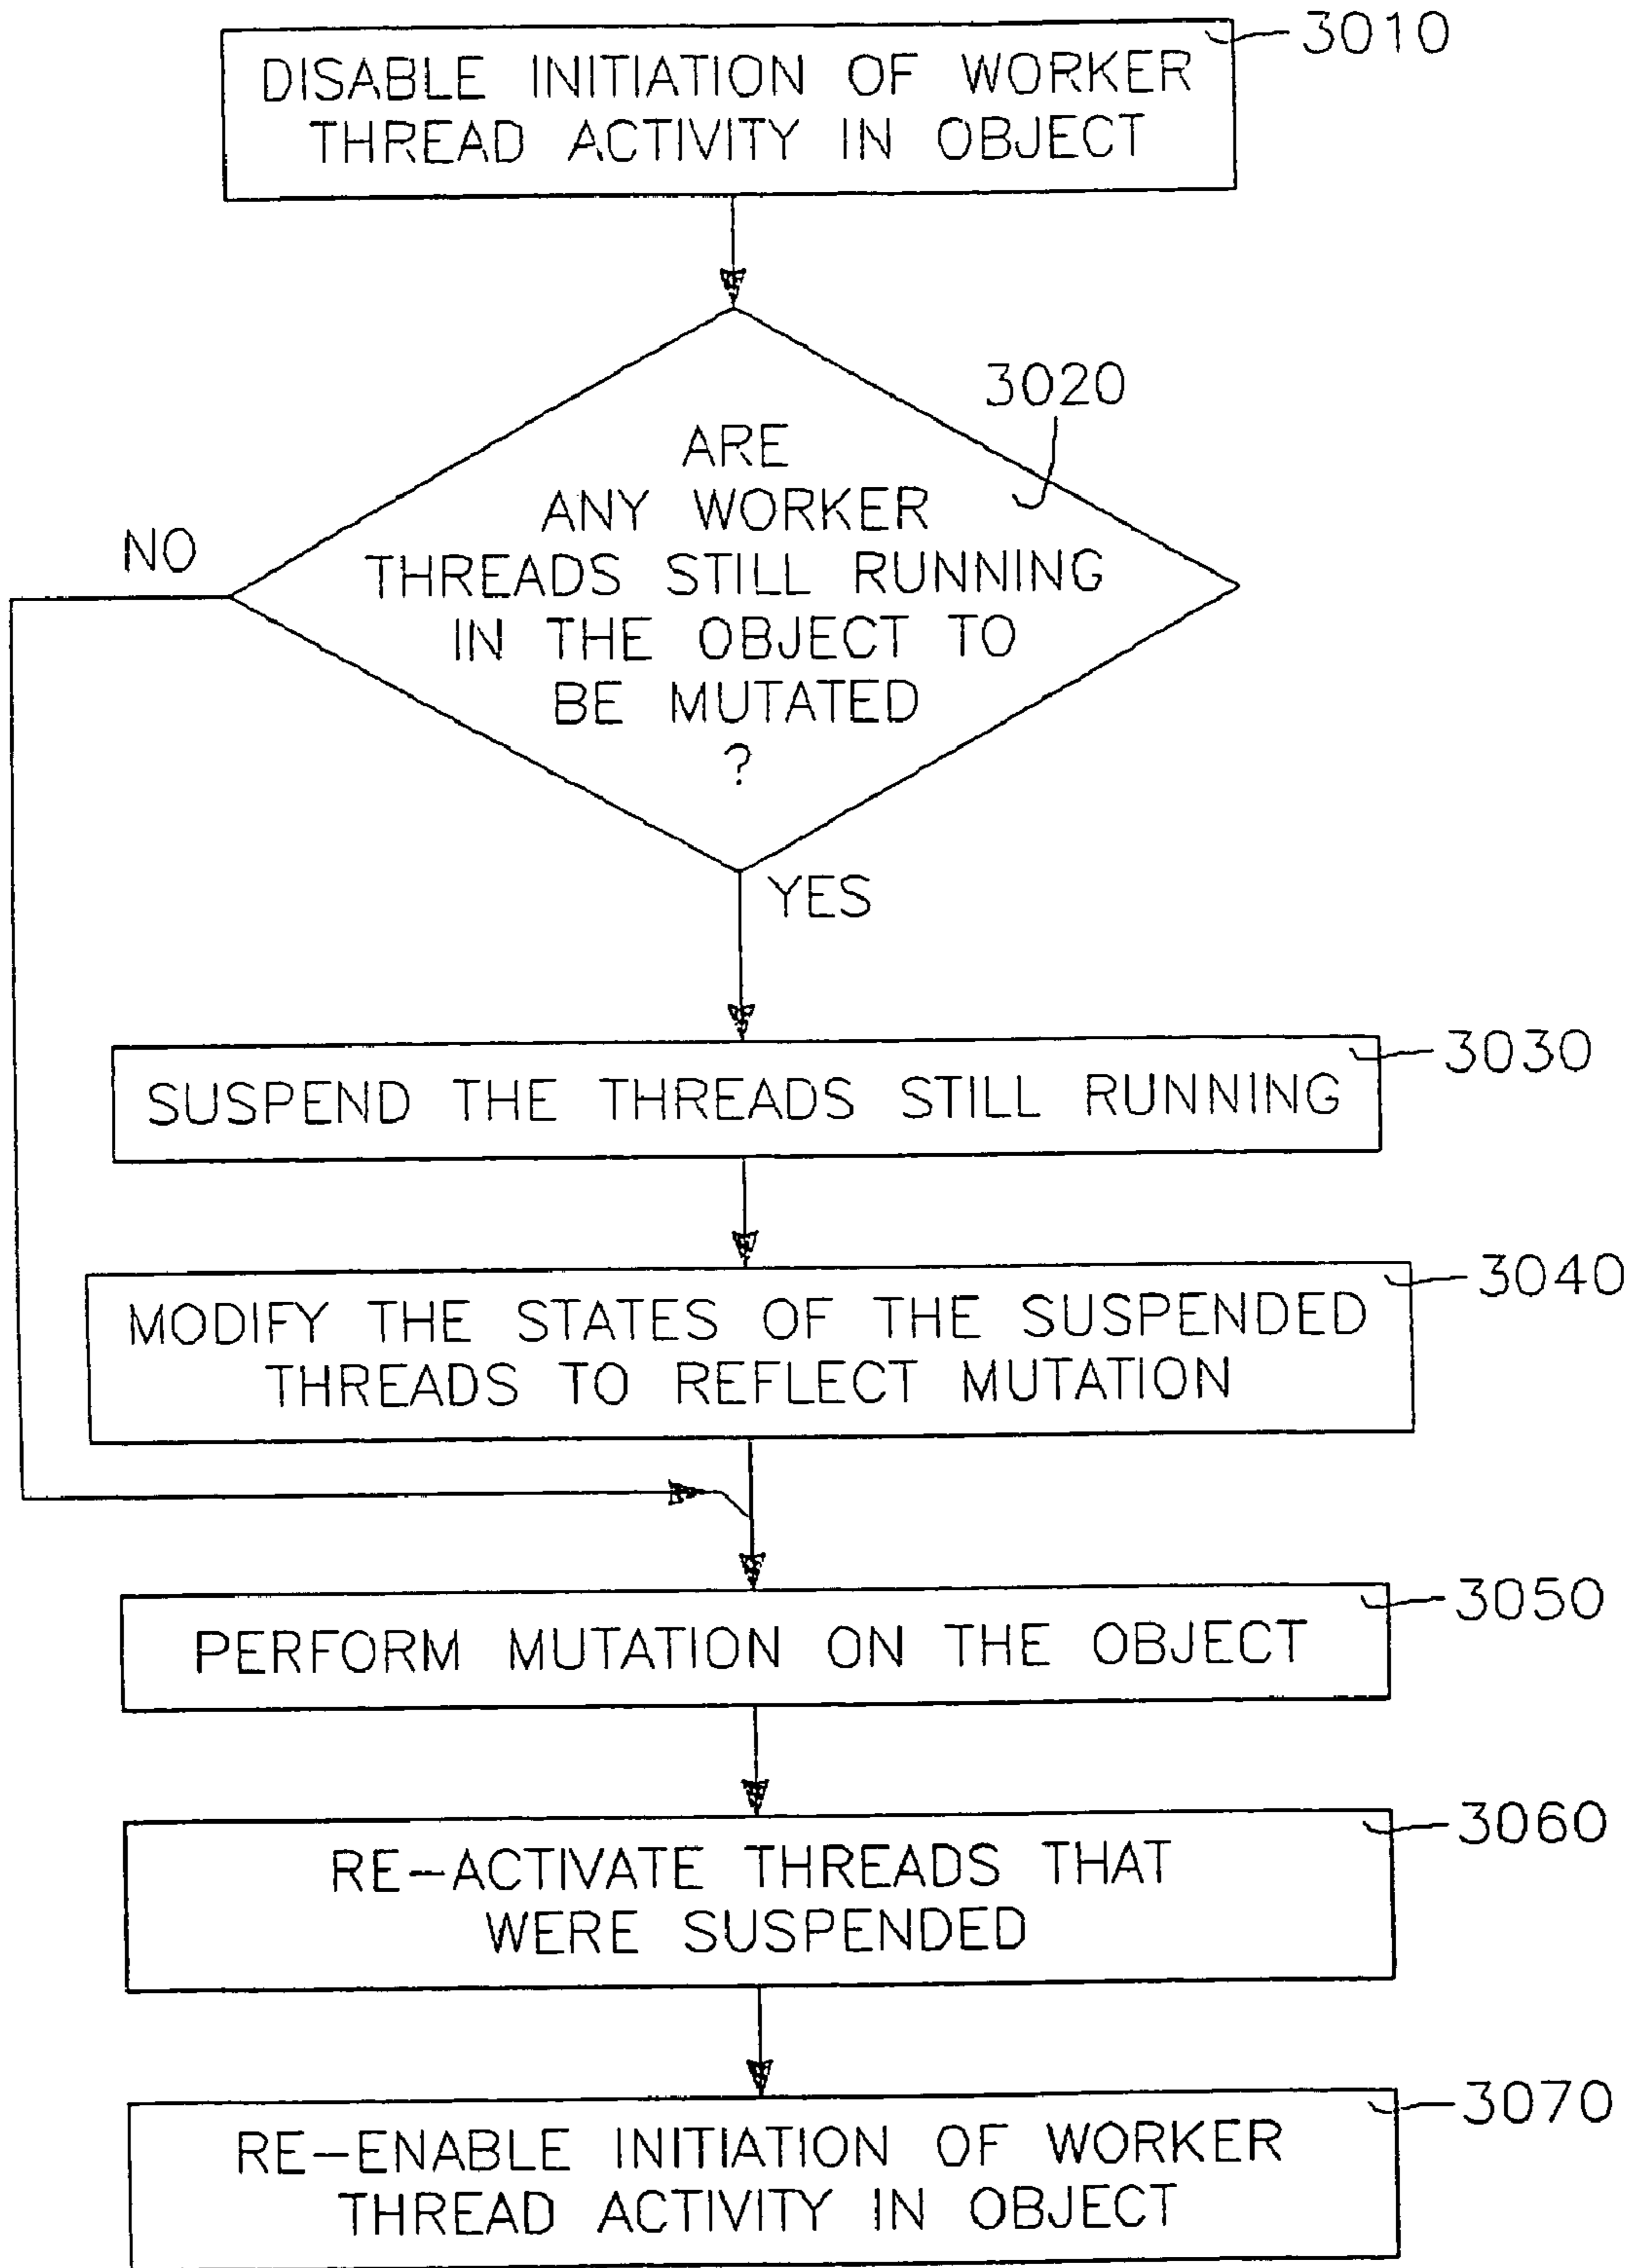 3010
DISABLE INITIATION OF WORKER
THREAD ACTIVITY IN OBJECT
3020
ARE
ANY WORKER
THREADS STILL RUNNING
IN THE OBJECT TO
BE MUTATED
?
NO
YES
3030
SUSPEND THE THREADS STILL RUNNING
3040
MODIFY THE STATES OF THE SUSPENDED
THREADS TO REFLECT MUTATION
3050
PERFORM MUTATION ON THE OBJECT
3060
RE-ACTIVATE THREADS THAT
WERE SUSPENDED
3070
RE-ENABLE INITIATION OF WORKER
THREAD ACTIVITY IN OBJECT